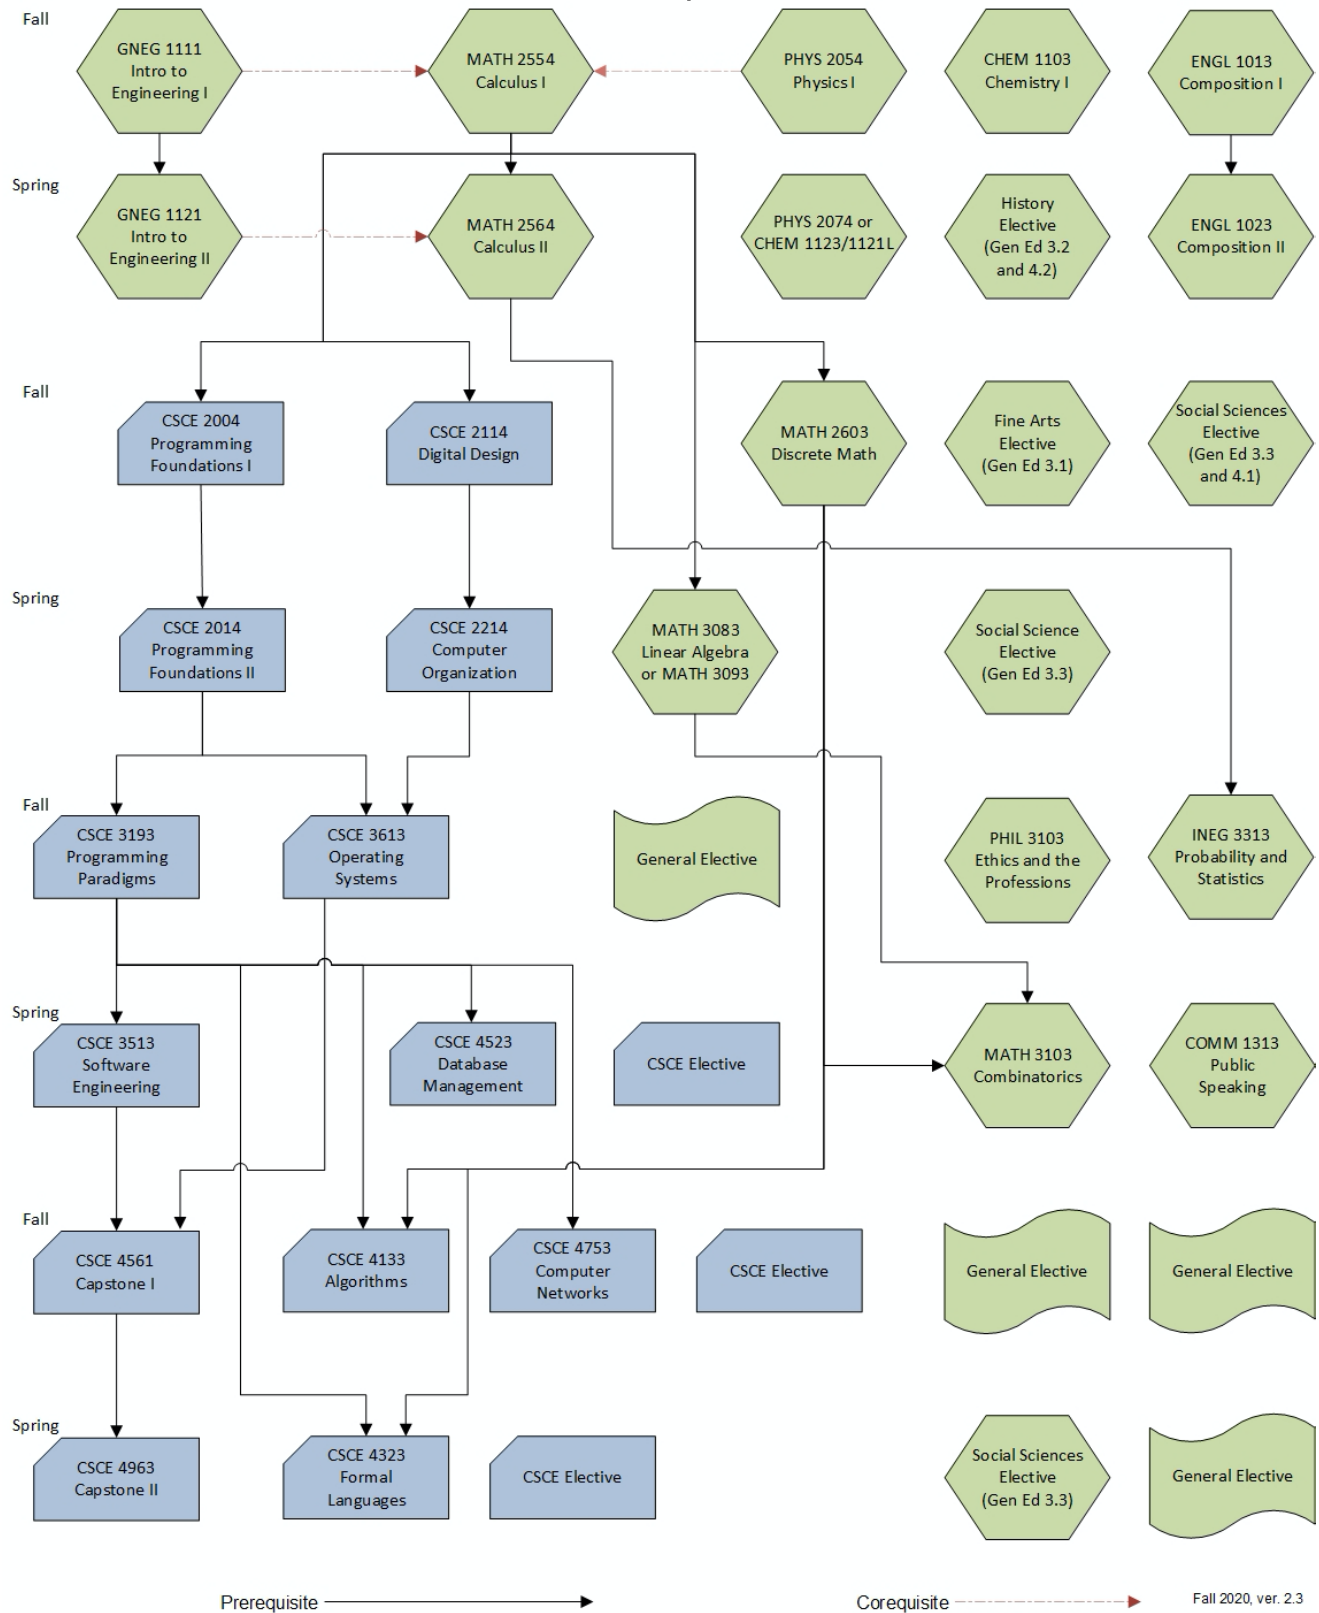 Fall
GNEG 1111
Intro to
Engineering I
MATH 2554
Calculus I
PHYS 2054
Physics I
CHEM 1103
Chemistry I
ENGL 1013
Composition I
Spring
GNEG 1121
Intro to
Engineering II
MATH 2564
Calculus II
PHYS 2074 or
CHEM 1123/1121L
History
Elective
(Gen Ed 3.2
and 4.2)
ENGL 1023
Composition II
Fall
CSCE 2004
Programming
Foundations I
CSCE 2114
Digital Design
MATH 2603
Discrete Math
Fine Arts
Elective
(Gen Ed 3.1)
Social Sciences
Elective
(Gen Ed 3.3
and 4.1)
Spring
CSCE 2014
Programming
Foundations II
CSCE 2214
Computer
Organization
MATH 3083
Linear Algebra
or MATH 3093
Social Science
Elective
(Gen Ed 3.3)
Fall
CSCE 3193
Programming
Paradigms
CSCE 3613
Operating
Systems
General Elective
PHIL 3103
Ethics and the
Professions
INEG 3313
Probability and
Statistics
Spring
CSCE 3513
Software
Engineering
CSCE 4523
Database
Management
CSCE Elective
MATH 3103
Combinatorics
COMM 1313
Public
Speaking
Fall
CSCE 4561
Capstone I
CSCE 4133
Algorithms
CSCE 4753
Computer
Networks
CSCE Elective
General Elective
General Elective
Spring
CSCE 4963
Capstone II
CSCE 4323
Formal
Languages
CSCE Elective
Social Sciences
Elective
(Gen Ed 3.3)
General Elective
Prerequisite
Corequisite
Fall 2020, ver. 2.3